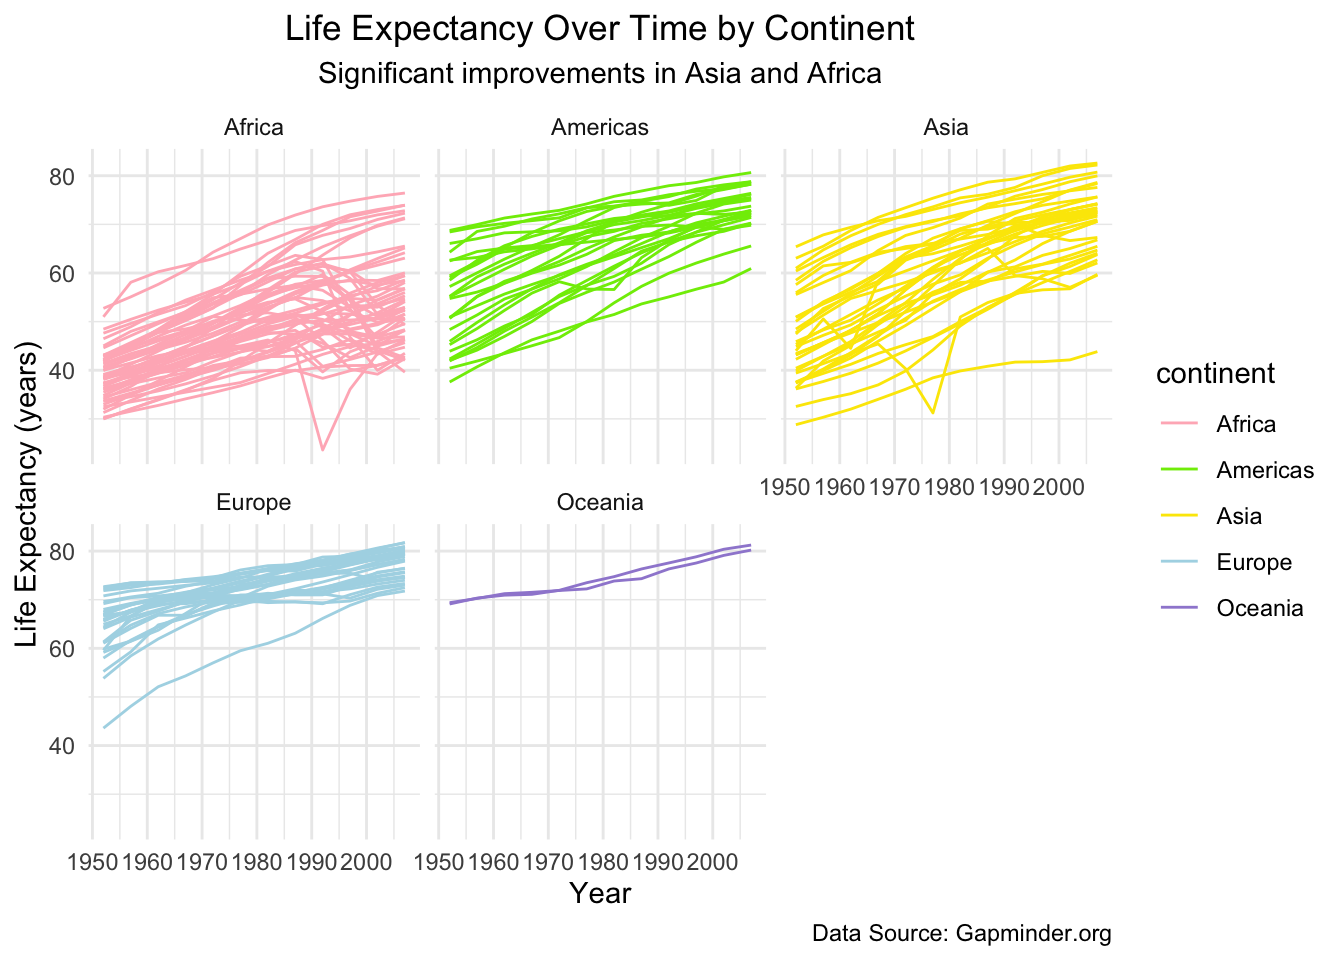 Life Expectancy Over Time by Continent
Significant improvements in Asia and Africa
Africa
Americas
Asia
80
60
40
1950 1960 1970 1980 1990 2000
Europe
Oceania
80
60
40
1950 1960 1970 1980 1990 2000
1950 1960 1970 1980 1990 2000
Life Expectancy (years)
Year
continent
Africa
Americas
Asia
Europe
Oceania
Data Source: Gapminder.org